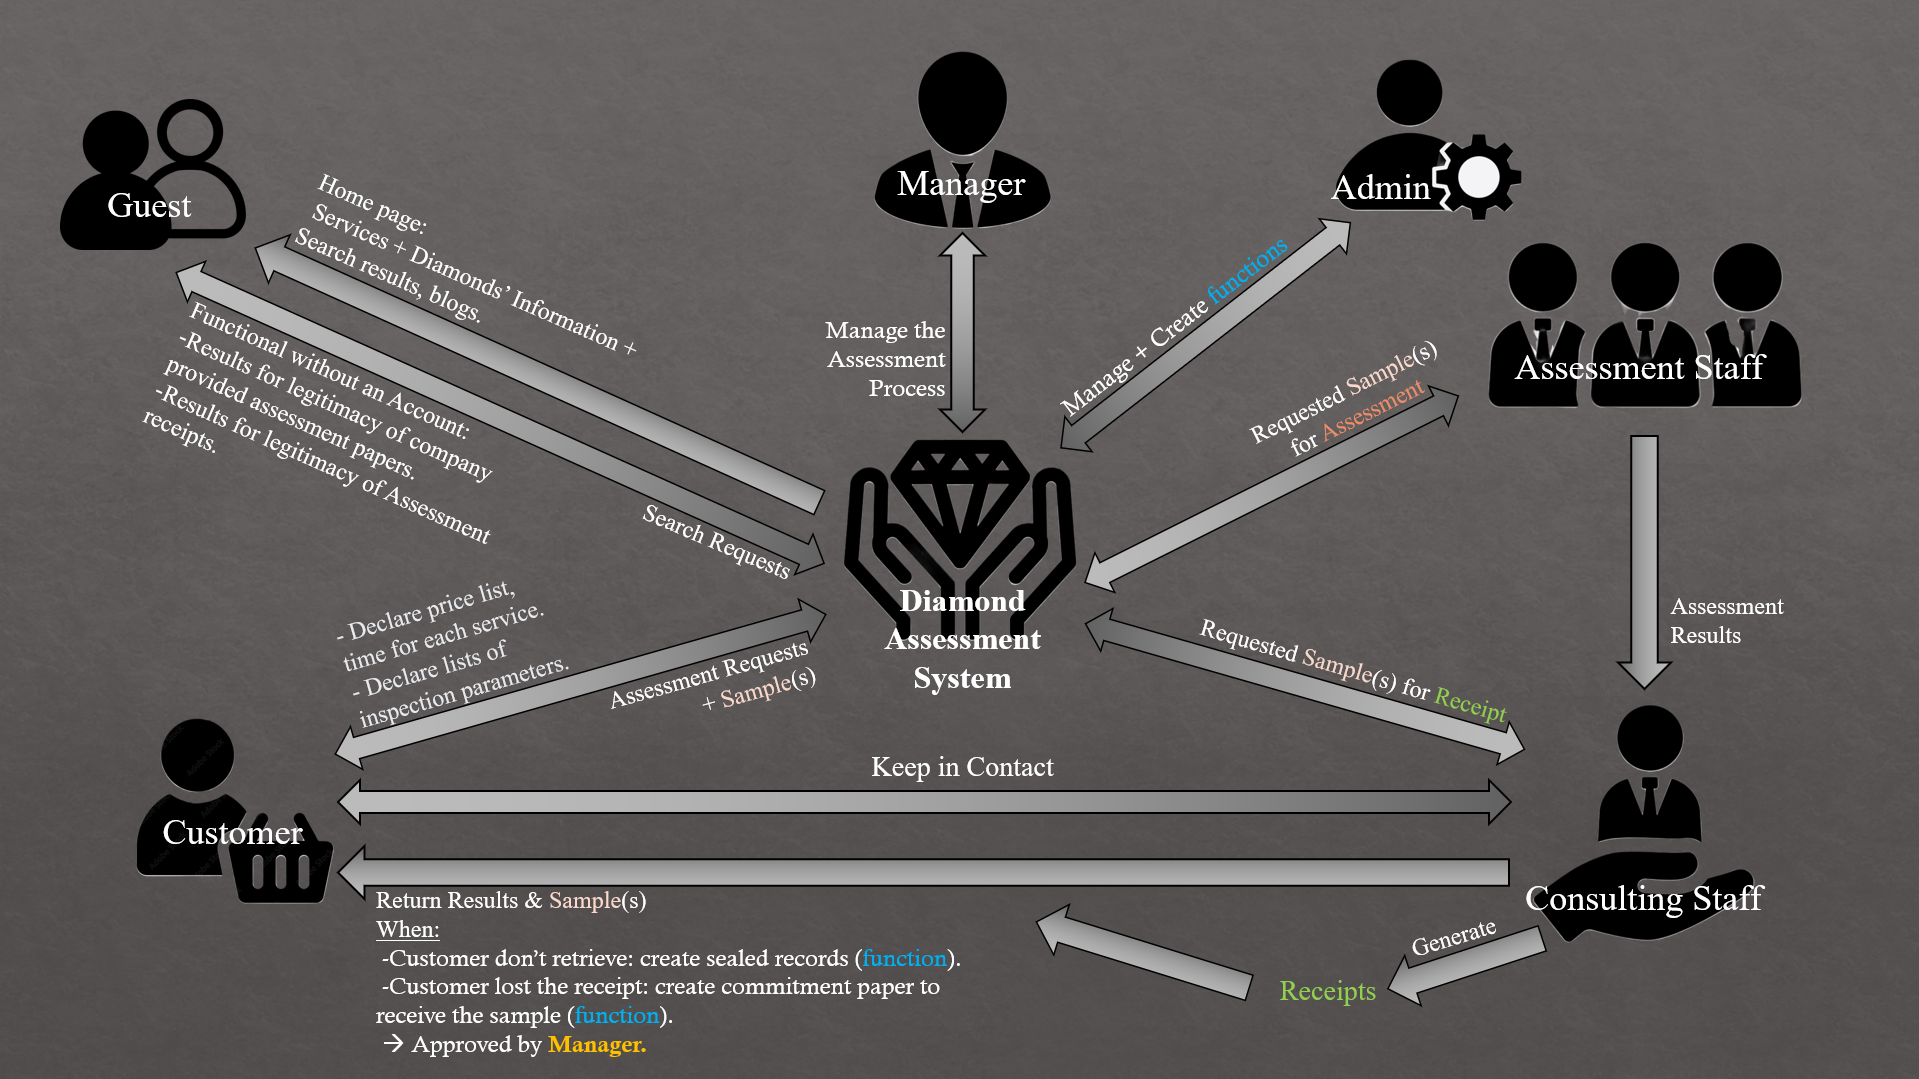 Guest
Manager
Admin
Assessment Staff
Home page:
Services + Diamonds' Information +
Search results, blogs.
Functional without an Account:
-Results for legitimacy of company
provided assessment papers.
-Results for legitimacy of Assessment
receipts.
Search Requests
Manage the
Assessment
Process
Manage + Create functions
Requested Sample(s)
for Assessment
Diamond
Assessment
System
- Declare price list,
time for each service.
- Declare lists of
inspection parameters.
Assessment Requests
+ Sample(s)
Requested Sample(s) for Receipt
Assessment
Results
Keep in Contact
Customer
Consulting Staff
Return Results & Sample(s)
When:
-Customer don't retrieve: create sealed records (function).
-Customer lost the receipt: create commitment paper to
receive the sample (function).
→ Approved by Manager.
Generate
Receipts